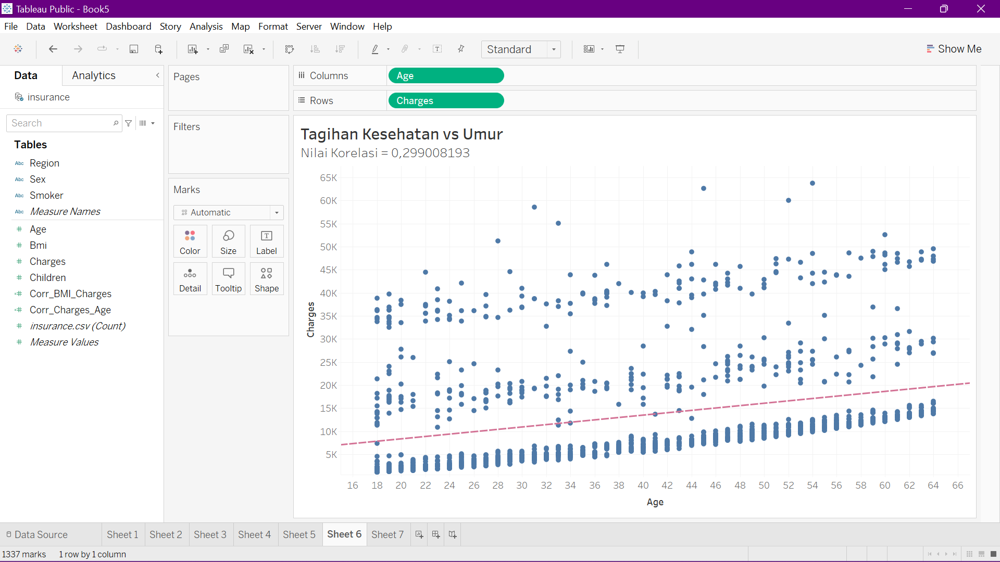 Tableau Public - Book5
File Data Worksheet Dashboard Story Analysis Map Format Server Window Help
Standard
Show Me
Data
Analytics
insurance
Search
Tables
Abc Region
Abc Sex
Abc Smoker
Abc Measure Names
# Age
# Bmi
# Charges
# Children
=# Corr_BMI_Charges
=# Corr_Charges_Age
# insurance.csv (Count)
# Measure Values
Pages
Filters
Marks
Automatic
Color
Size
T
Label
Detail
Tooltip
Shape
Columns
Age
Rows
Charges
Tagihan Kesehatan vs Umur
Nilai Korelasi = 0,299008193
65K
60K
55K
50K
45K
40K
35K
30K
25K
20K
15K
10K
5K
Charges
16 18 20 22 24 26 28 30 32 34 36 38 40 42 44 46 48 50 52 54 56 58 60 62 64 66
Age
Data Source
Sheet 1
Sheet 2
Sheet 3
Sheet 4
Sheet 5
Sheet 6
Sheet 7
1337 marks
1 row by 1 column